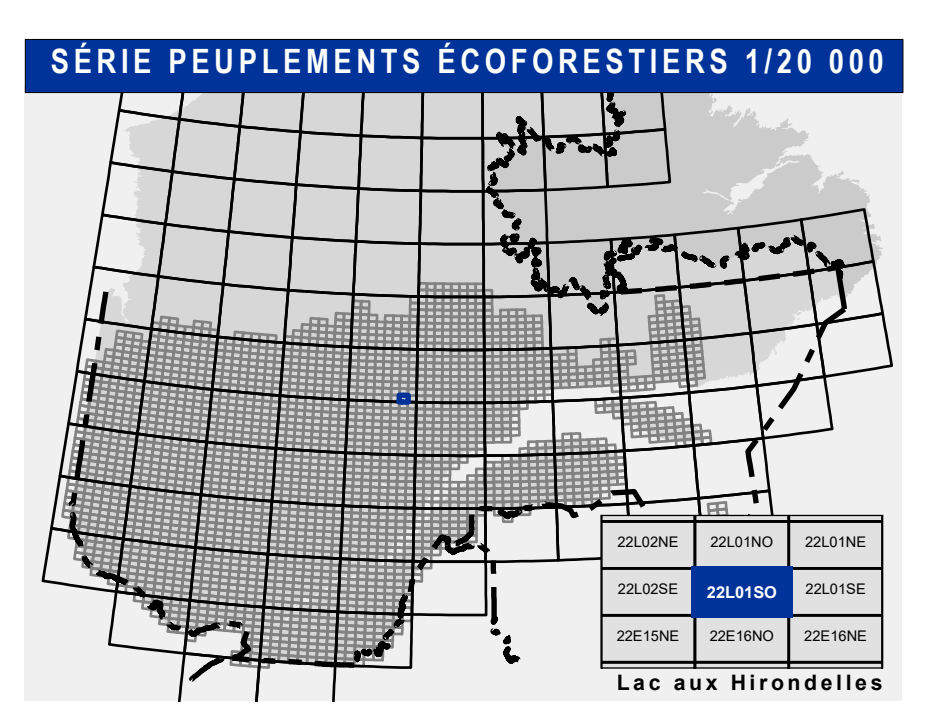 SÉRIE PEUPLEMENTS ÉCOFORESTIERS 1/20 000
22L02NE 22L01NO 22L01NE
22L02SE 22L01SO 22L01SE
22E15NE 22E16NO 22E16NE
Lac aux Hirondelles